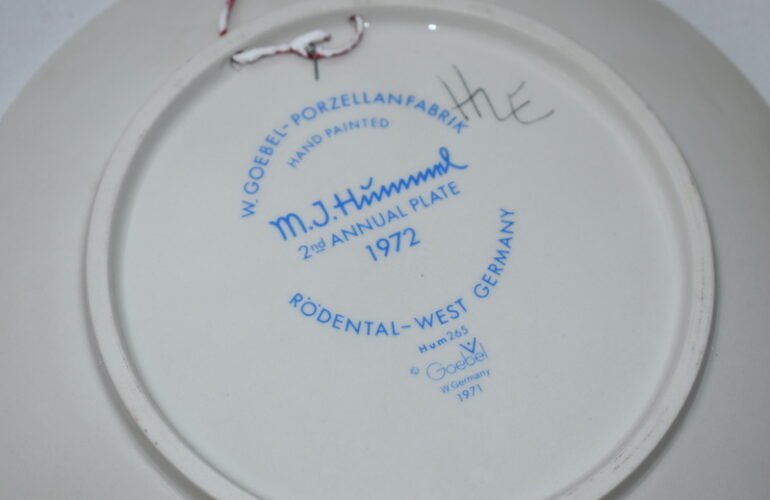 W. GOEBEL-PORZELLANFABRIK
HAND PAINTED
M.J. Hummel
2nd ANNUAL PLATE
1972
RÖDENTAL-WEST GERMANY
Hum 265
© Goebel
W. Germany
1971